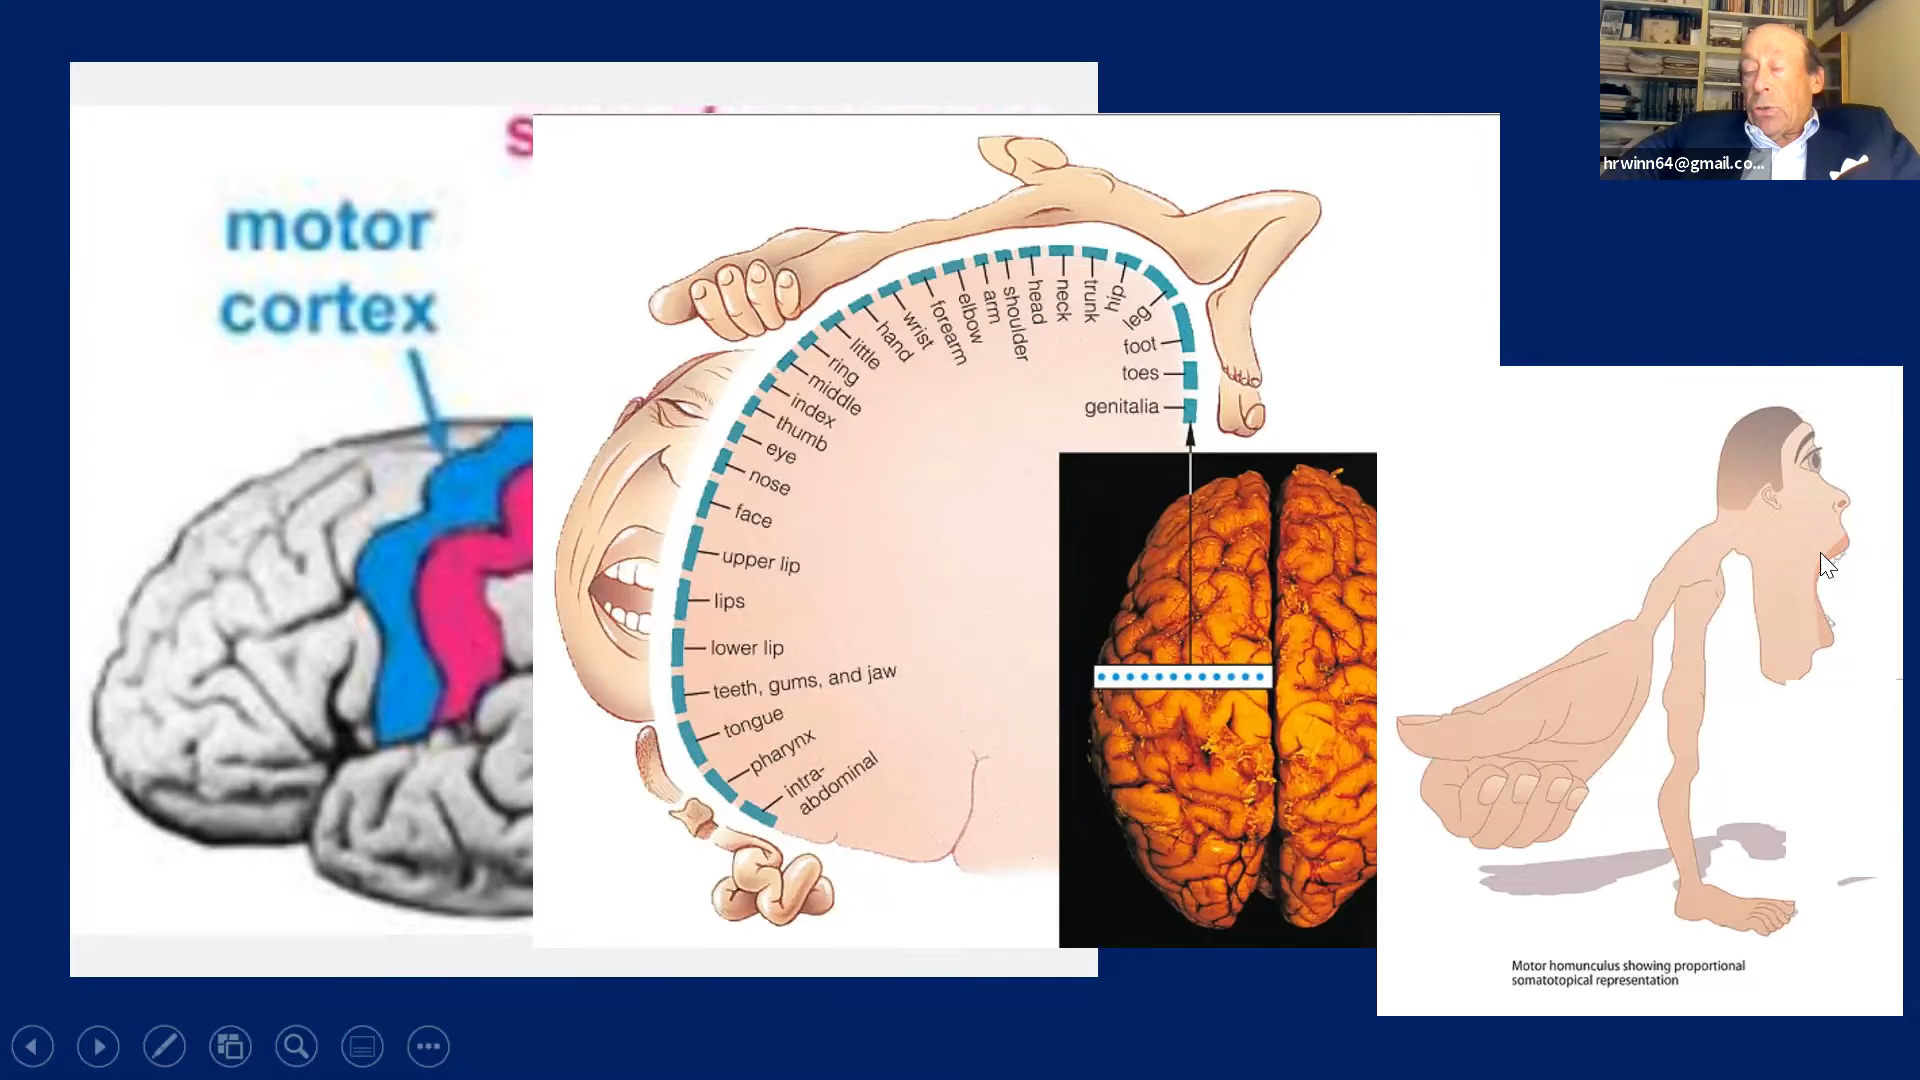 motor
cortex
s
little
hand
wrist
forearm
elbow
arm
shoulder
head
neck
trunk
hip
leg
foot
toes
genitalia
ring
middle
index
thumb
eye
nose
face
upper lip
lips
lower lip
teeth, gums, and jaw
tongue
pharynx
intra-
abdominal
hrwinn64@gmail.co...
Motor homunculus showing proportional
somatotopical representation